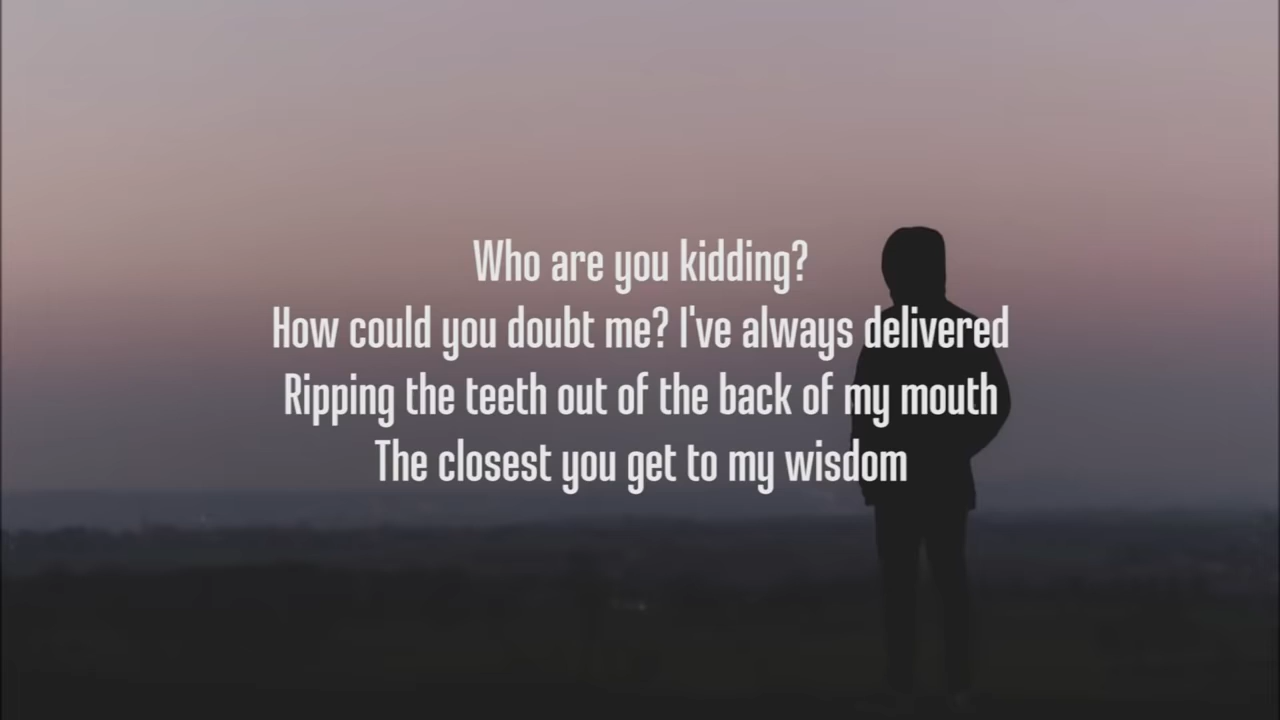 Who are you kidding?
How could you doubt me? I've always delivered
Ripping the teeth out of the back of my mouth
The closest you get to my wisdom